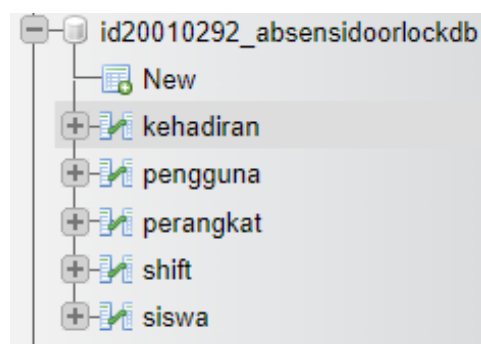 id20010292_absensidoorlockdb
New
kehadiran
pengguna
perangkat
shift
siswa